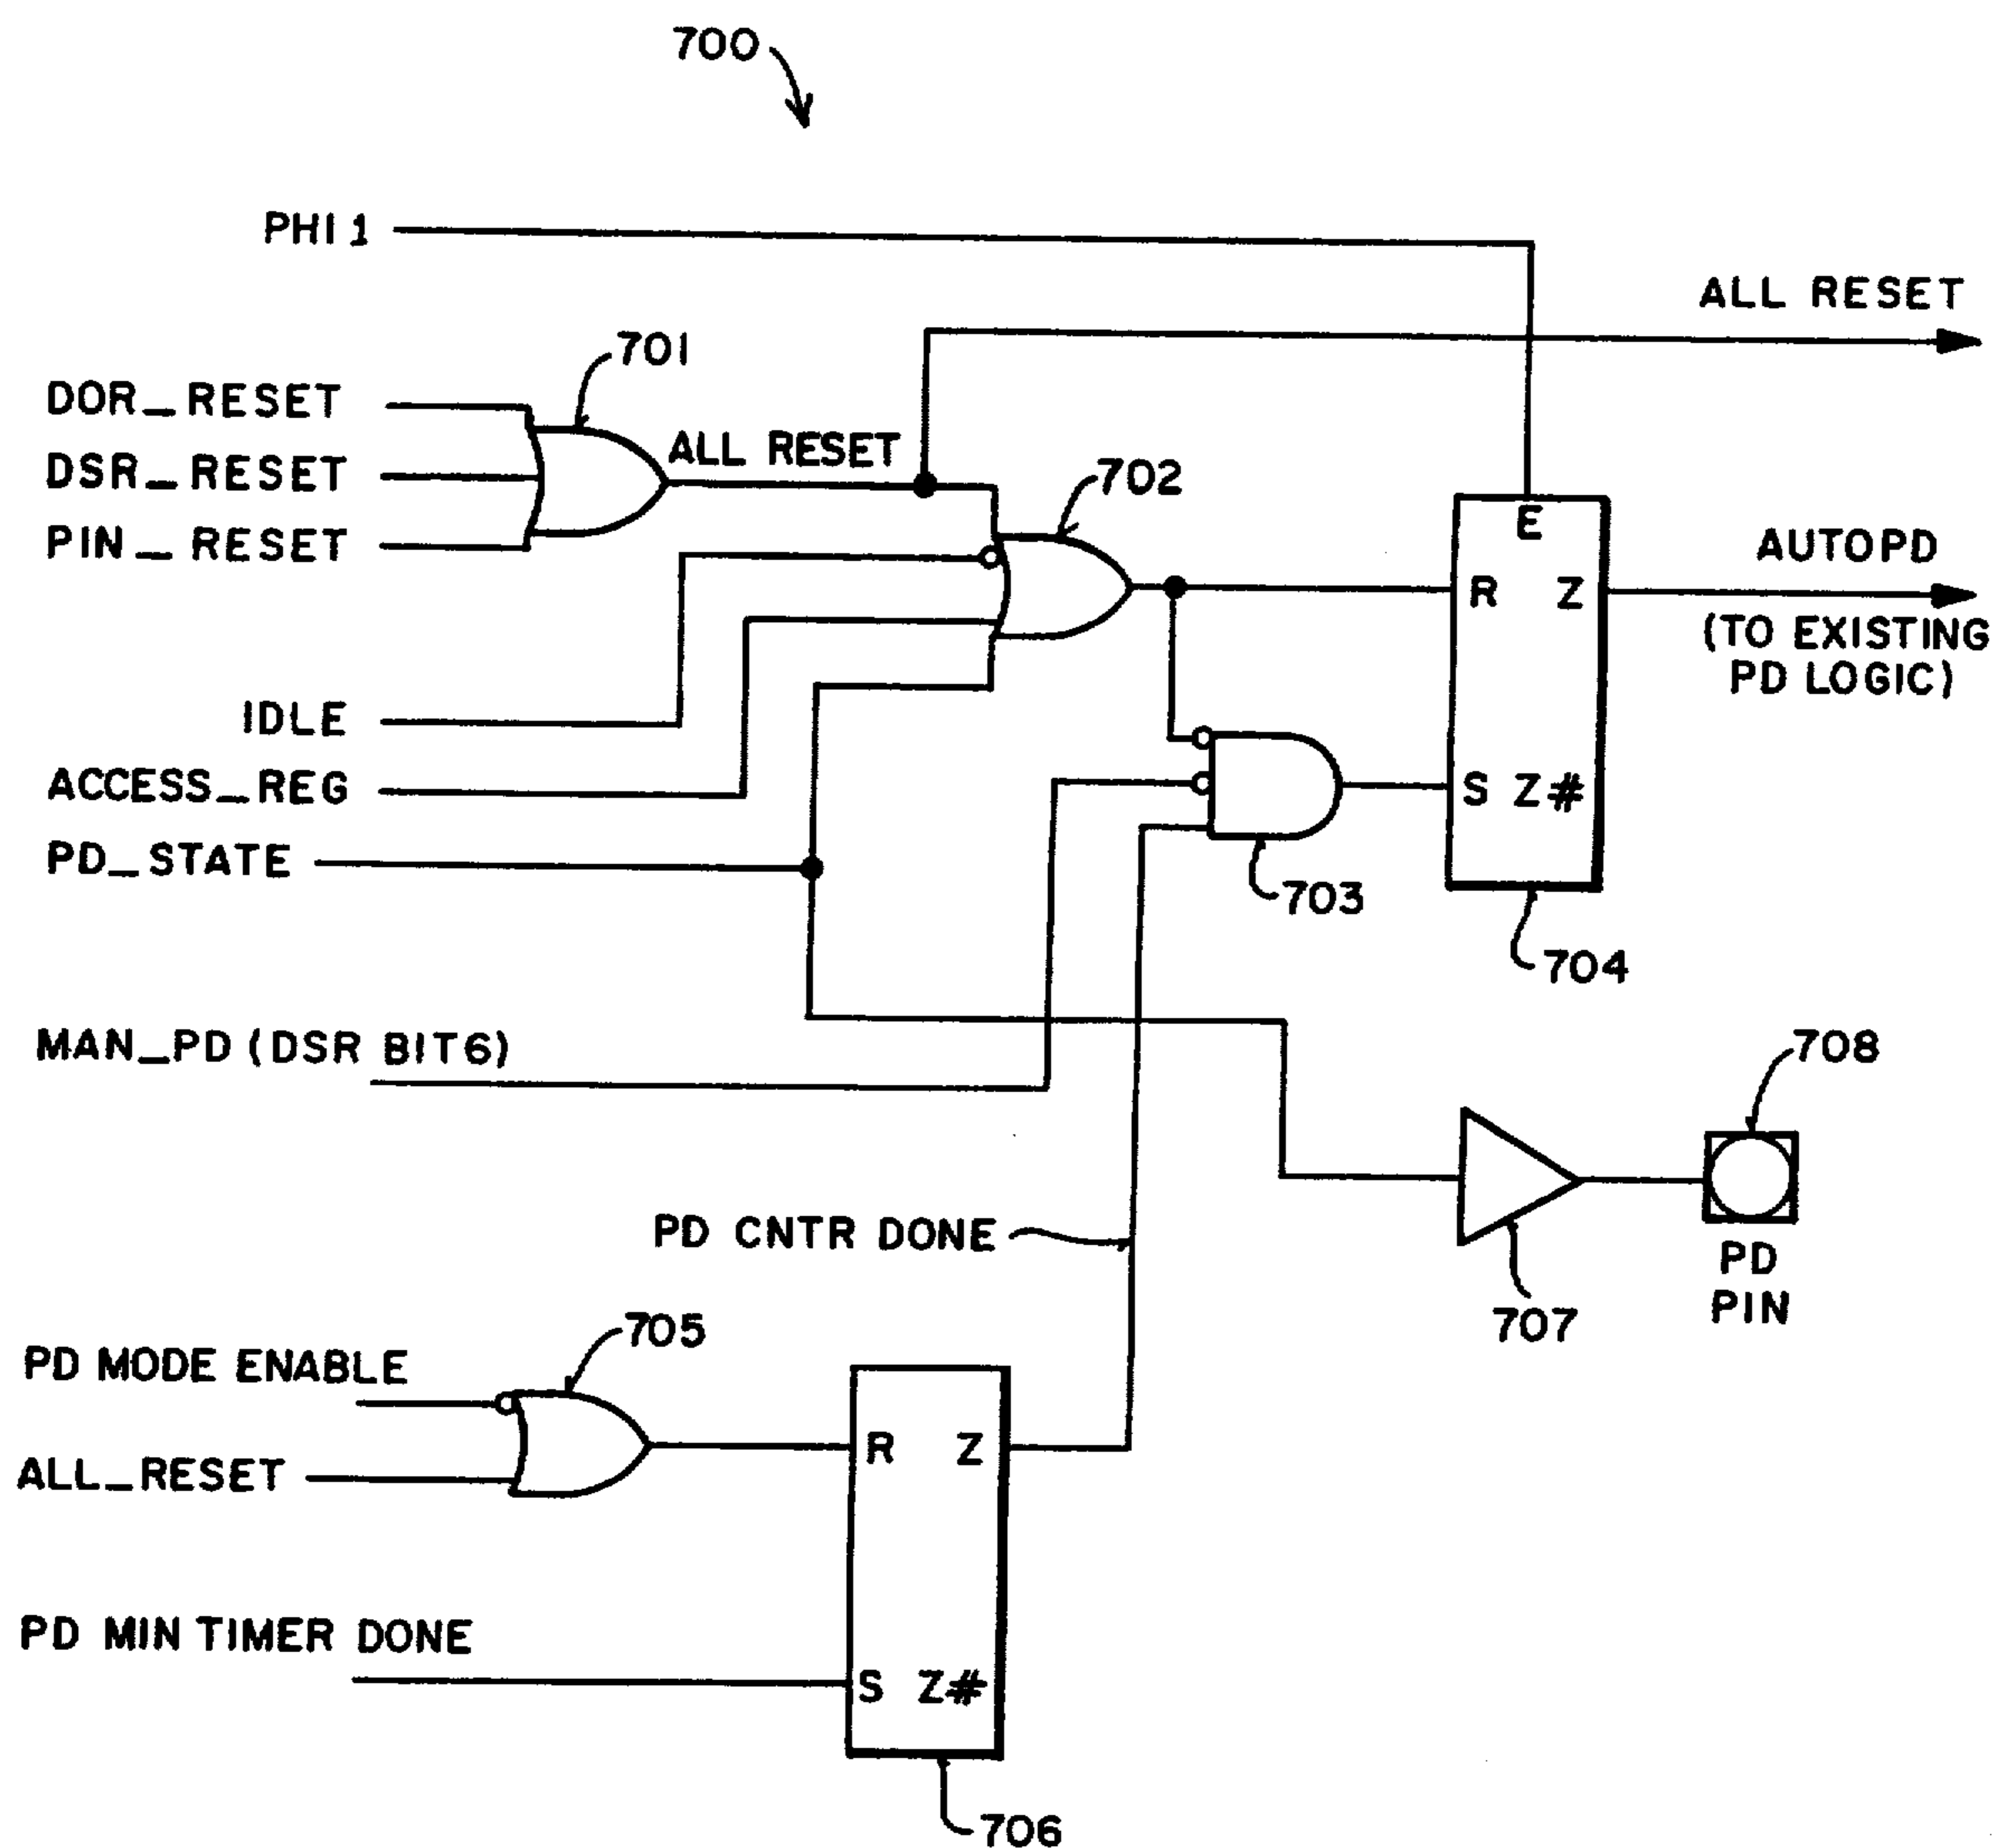 700
PHI 1
ALL RESET
701
DOR_RESET
ALL RESET
702
DSR_RESET
PIN_RESET
E
AUTOPD
R Z
(TO EXISTING
PD LOGIC)
IDLE
ACCESS_REG
S Z#
PD_STATE
703
704
MAN_PD (DSR BIT6)
708
PD CNTR DONE
PD
PIN
707
705
PD MODE ENABLE
R Z
ALL_RESET
PD MIN TIMER DONE
S Z#
706